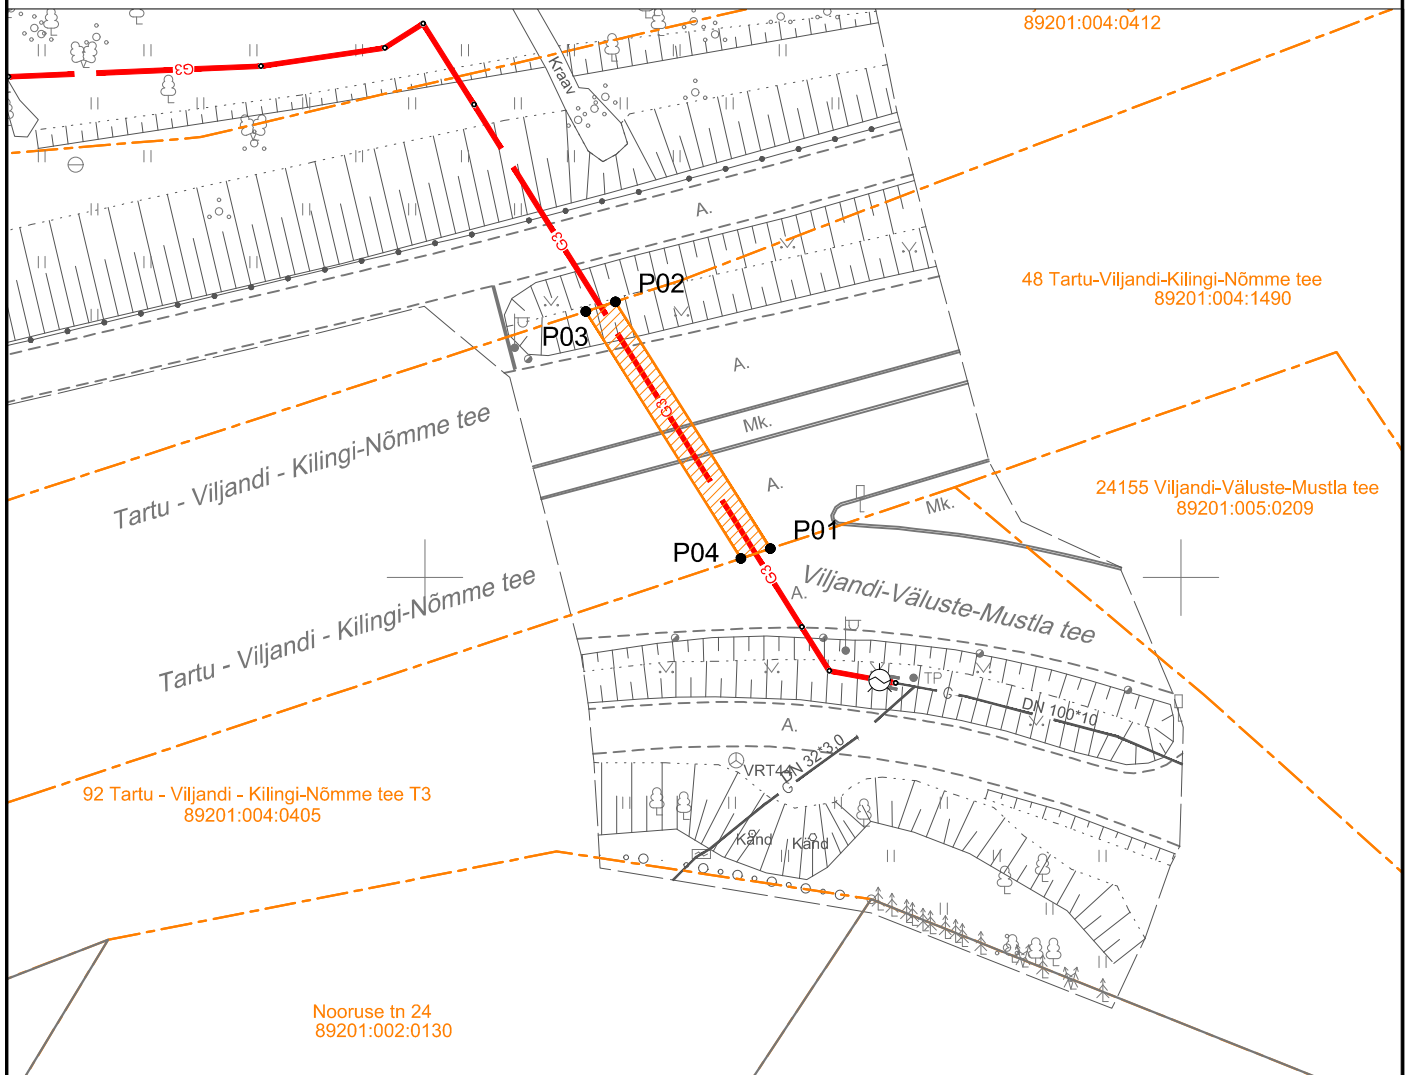 89201:004:0412
G3
Kraav
A.
G3
P02
48 Tartu-Viljandi-Kilingi-Nõmme tee
89201:004:1490
P03
A.
G3
Tartu - Viljandi - Kilingi-Nõmme tee
Mk.
A.
24155 Viljandi-Väluste-Mustla tee
89201:005:0209
Mk.
P01
P04
G3
A.
Viljandi-Väluste-Mustla tee
Tartu - Viljandi - Kilingi-Nõmme tee
TP
G
DN 100*10
A.
DN 32*3,0
G
92 Tartu - Viljandi - Kilingi-Nõmme tee T3
89201:004:0405
Känd
Känd
Nooruse tn 24
89201:002:0130